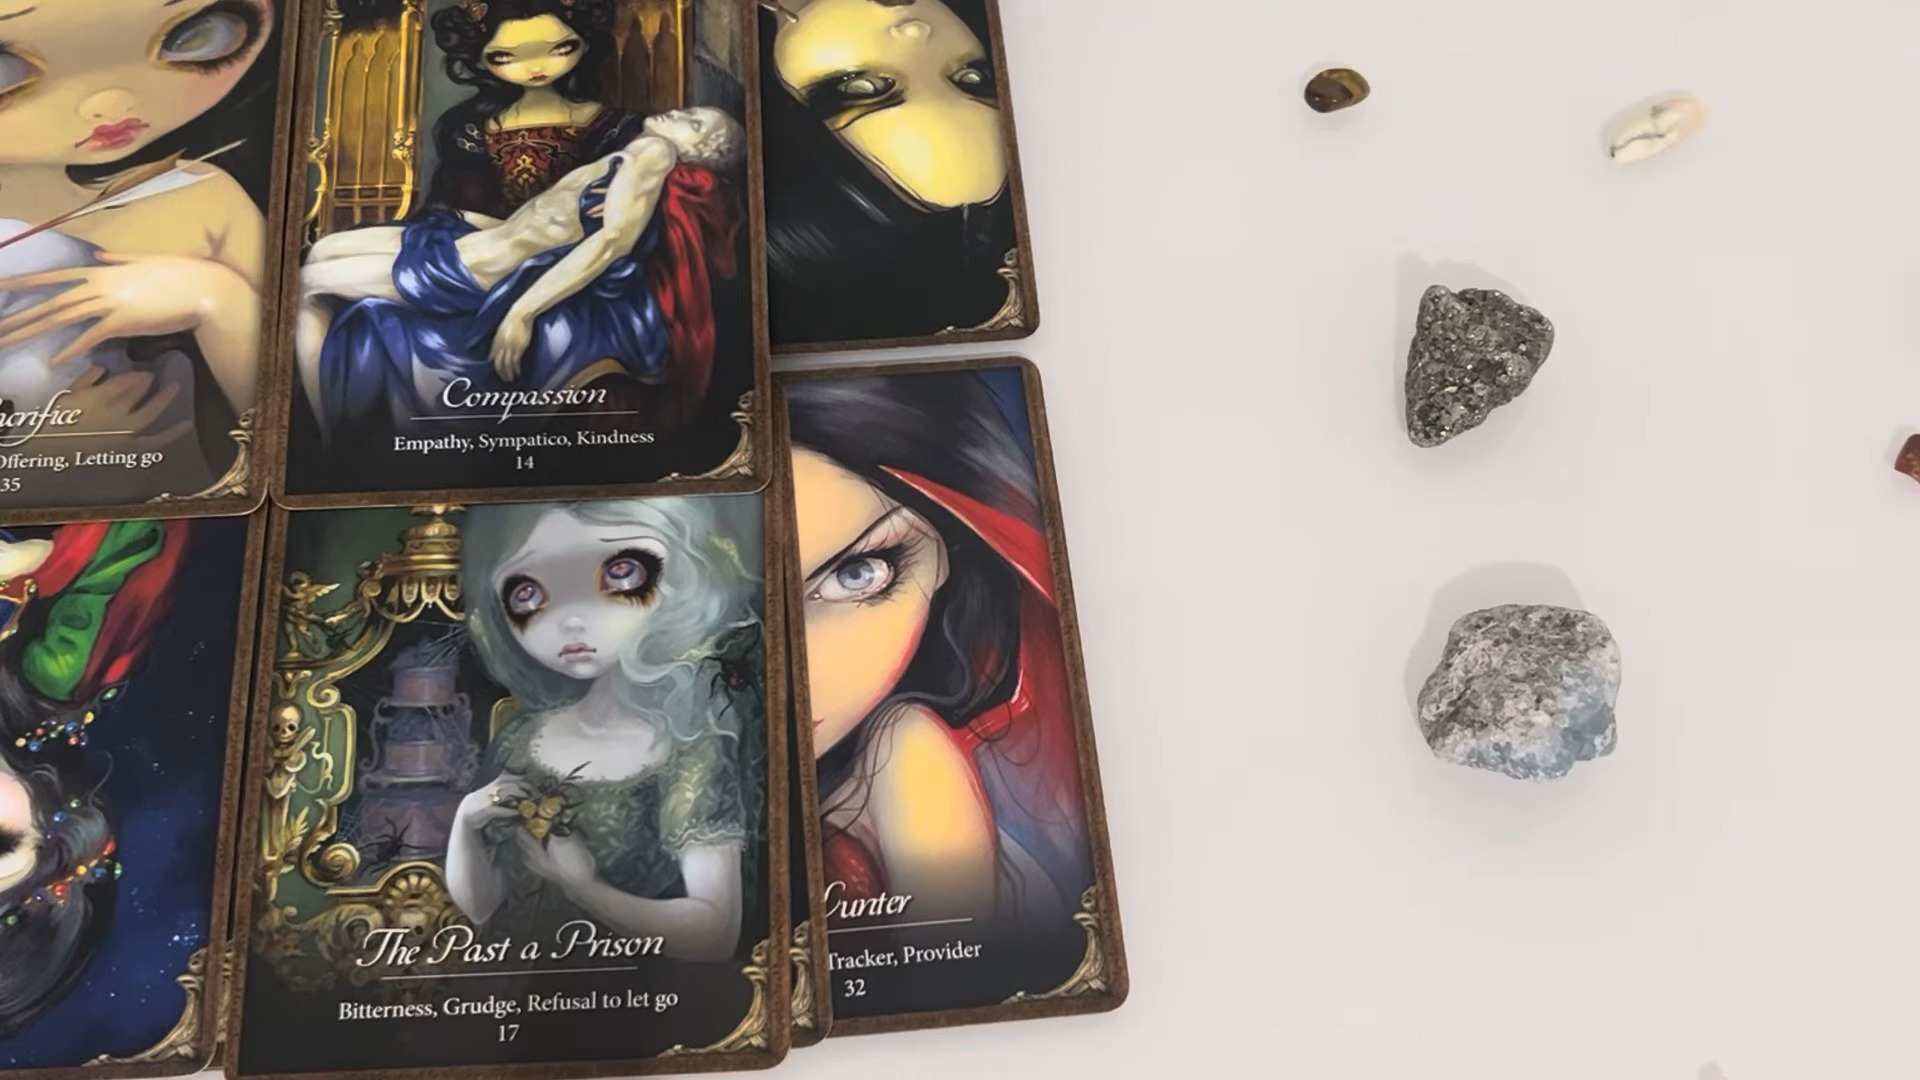 crifice
Offering, Letting go
35
Compassion
Empathy, Sympatico, Kindness
14
The Past a Prison
Bitterness, Grudge, Refusal to let go
17
unter
Tracker, Provider
32